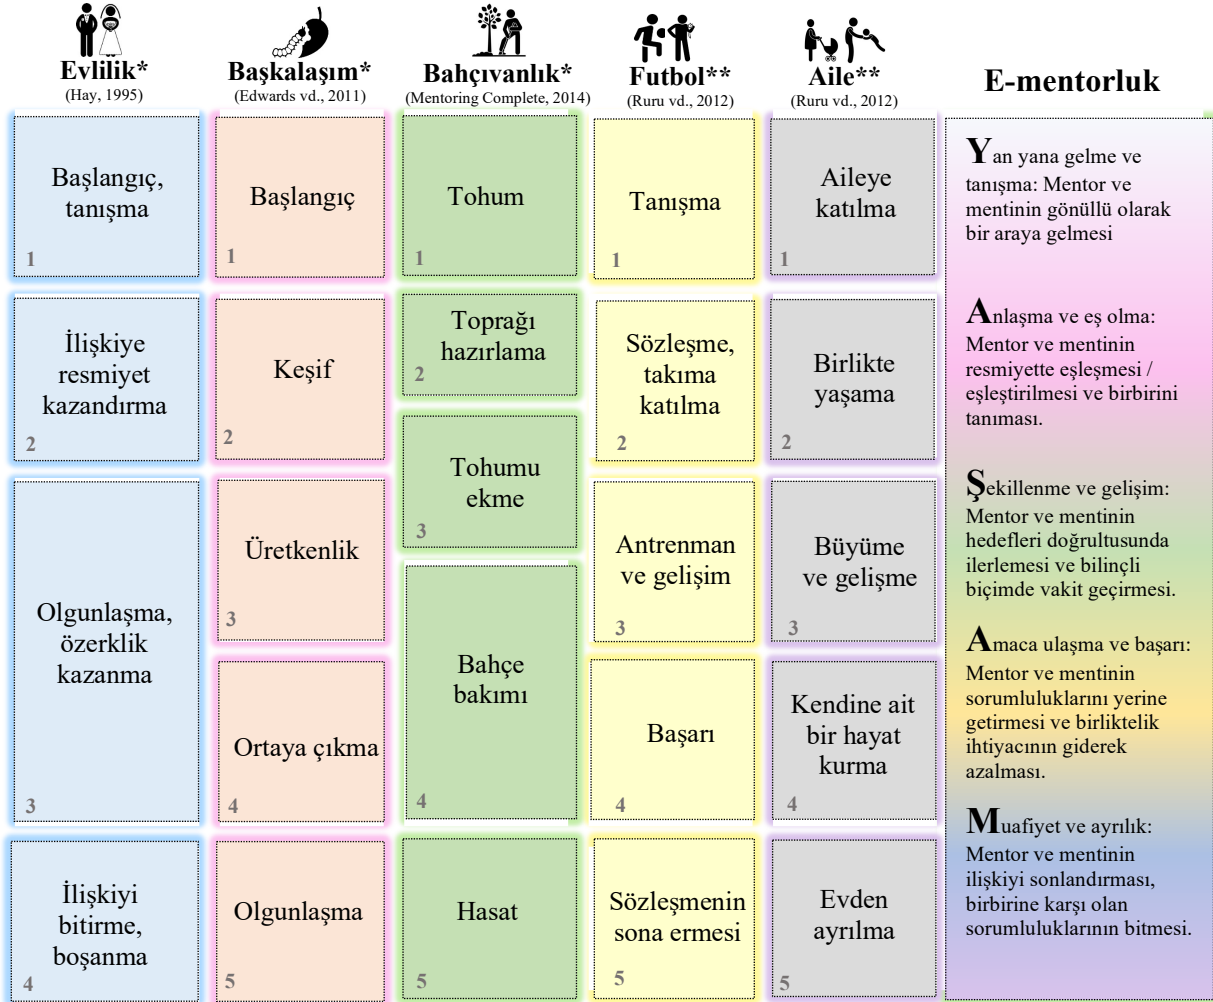 Evlilik*
(Hay, 1995)
Başlangıç,
tanışma
1
İlişkiye
resmiyet
kazandırma
2
Olgunlaşma,
özerklik
kazanma
3
İlişkiyi
bitirme,
boşanma
4
Başkalaşım*
(Edwards vd., 2011)
Başlangıç
1
Keşif
2
Üretkenlik
3
Ortaya çıkma
4
Olgunlaşma
5
Bahçıvanlık*
(Mentoring Complete, 2014)
Tohum
1
Toprağı
hazırlama
2
Tohumu
ekme
3
Bahçe
bakımı
4
Hasat
5
Futbol**
(Ruru vd., 2012)
Tanışma
1
Sözleşme,
takıma
katılma
2
Antrenman
ve gelişim
3
Başarı
4
Sözleşmenin
sona ermesi
5
Aile**
(Ruru vd., 2012)
Aileye
katılma
1
Birlikte
yaşama
2
Büyüme
ve gelişme
3
Kendine ait
bir hayat
kurma
4
Evden
ayrılma
5
E-mentorluk
Yan yana gelme ve
tanışma: Mentor ve
mentinin gönüllü olarak
bir araya gelmesi
Anlaşma ve eş olma:
Mentor ve mentinin
resmiyette eşleşmesi /
eşleştirilmesi ve birbirini
tanıması.
Şekillenme ve gelişim:
Mentor ve mentinin
hedefleri doğrultusunda
ilerlemesi ve bilinçli
biçimde vakit geçirmesi.
Amaca ulaşma ve başarı:
Mentor ve mentinin
sorumluluklarını yerine
getirmesi ve birliktelik
ihtiyacının giderek
azalması.
Muafiyet ve ayrılık:
Mentor ve mentinin
ilişkiyi sonlandırması,
birbirine karşı olan
sorumluluklarının bitmesi.